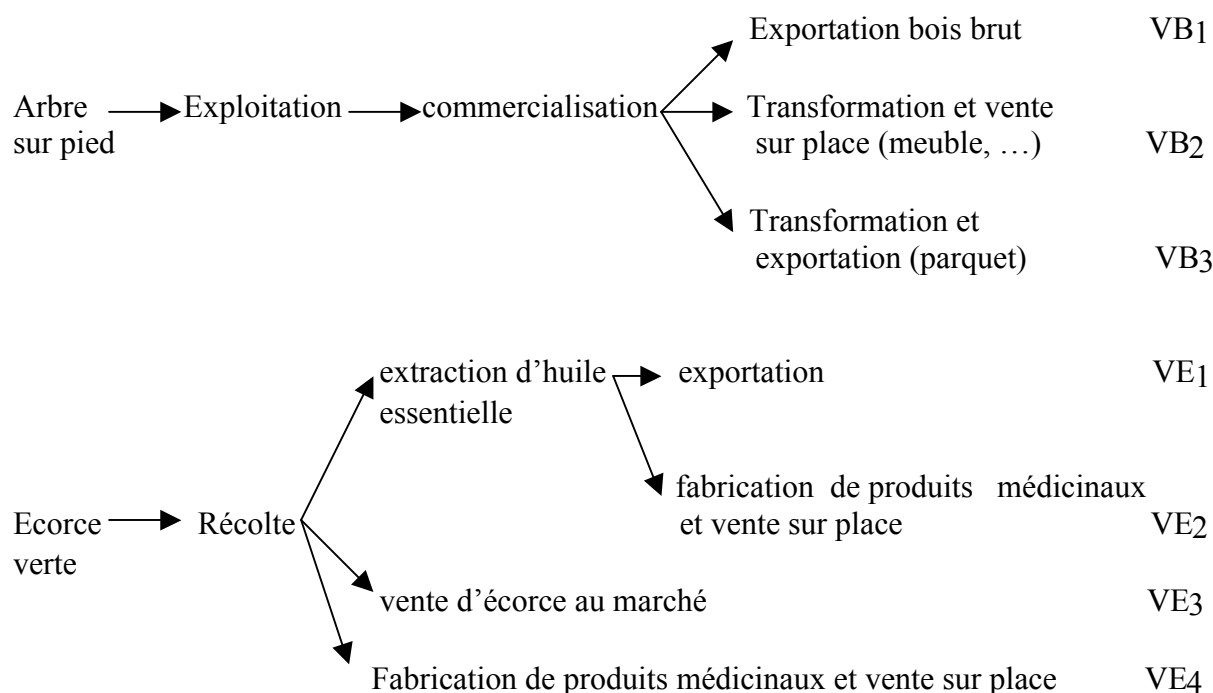 Exportation bois brut VB1
Arbre Exploitation commercialisation Transformation et vente
sur pied sur place (meuble, …) VB2
Transformation et
exportation (parquet) VB3
extraction d’huile exportation VE1
essentielle
fabrication de produits médicinaux
Ecorce Récolte et vente sur place VE2
verte
vente d’écorce au marché VE3
Fabrication de produits médicinaux et vente sur place VE4